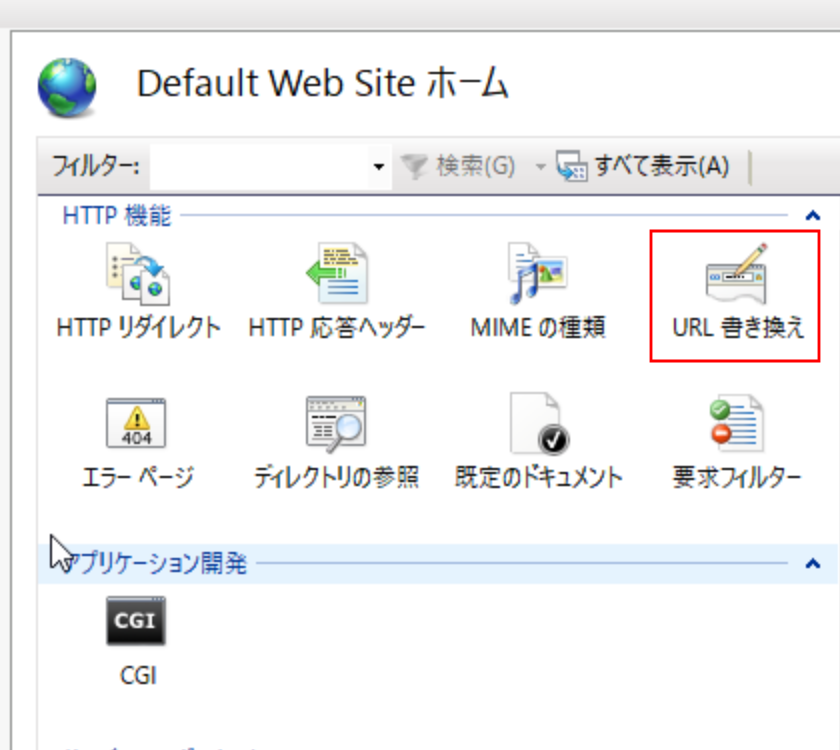 Default Web Site ホーム
フィルター: 検索(G) すべて表示(A)
HTTP 機能
HTTP リダイレクト HTTP 応答ヘッダー MIME の種類 URL 書き換え
404
エラー ページ ディレクトリの参照 既定のドキュメント 要求フィルター
アプリケーション開発
CGI
CGI